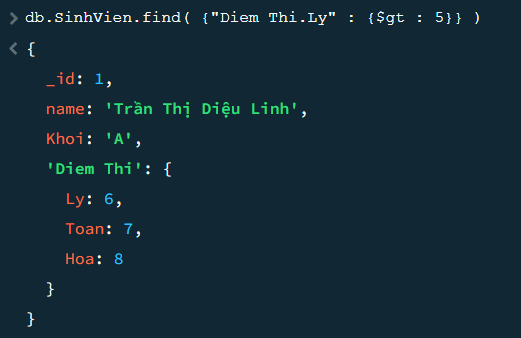 > db.SinhVien.find( {"Diem Thi.Ly" : {$gt : 5}} )
< {
_id: 1,
name: 'Trần Thị Diệu Linh',
Khoi: 'A',
'Diem Thi': {
Ly: 6,
Toan: 7,
Hoa: 8
}
}